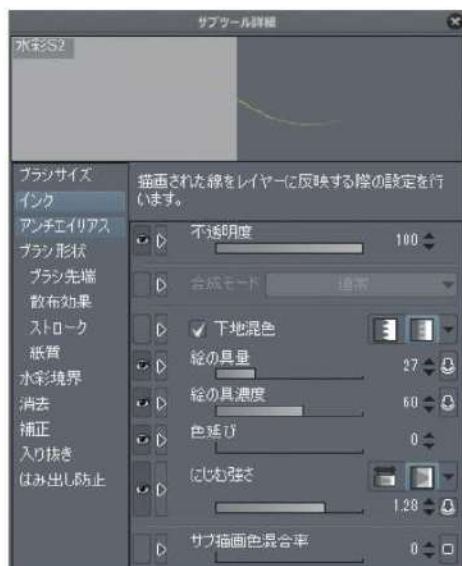 サブツール詳細
水彩S2
ブラシサイズ
インク
アンチエイリアス
ブラシ形状
ブラシ先端
散布効果
ストローク
紙質
水彩境界
消去
補正
入り抜き
はみ出し防止
描画された線をレイヤーに反映する際の設定を行
います。
不透明度 100
合成モード 通常
下地混色
絵の具量 27
絵の具濃度 60
色延び 0
にじむ強さ
1.28
サブ描画色混合率 0